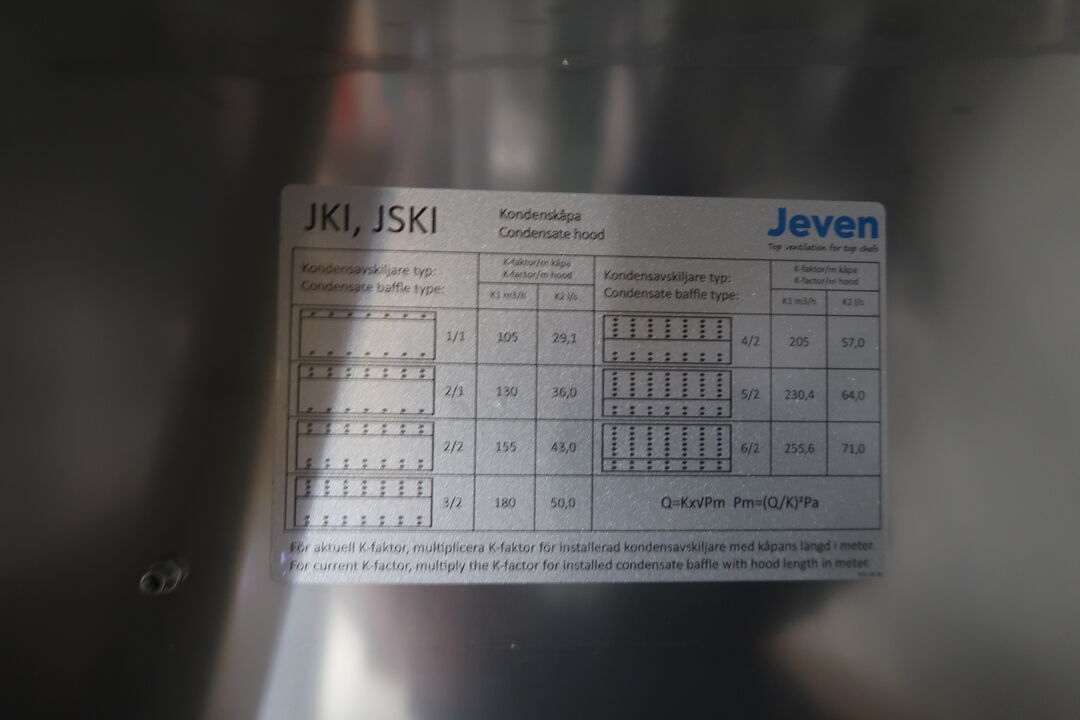 JKI, JSKI
Kondenskåpa
Condensate hood
Jeven
Top ventilation for top chefs
Kondensavskiljare typ:
Condensate baffle type:
K-faktor/m kåpa
K-factor/m hood
K1 m3/h K2 l/s
1/1 105 29,1
2/1 130 36,0
2/2 155 43,0
3/2 180 50,0
Kondensavskiljare typ:
Condensate baffle type:
K-faktor/m kåpa
K-factor/m hood
K1 m3/h K2 l/s
4/2 205 57,0
5/2 230,4 64,0
6/2 255,6 71,0
Q=Kx√Pm Pm=(Q/K)²Pa
För aktuell K-faktor, multiplicera K-faktor för installerad kondensavskiljare med kåpans längd i meter.
For current K-factor, multiply the K-factor for installed condensate baffle with hood length in meter.